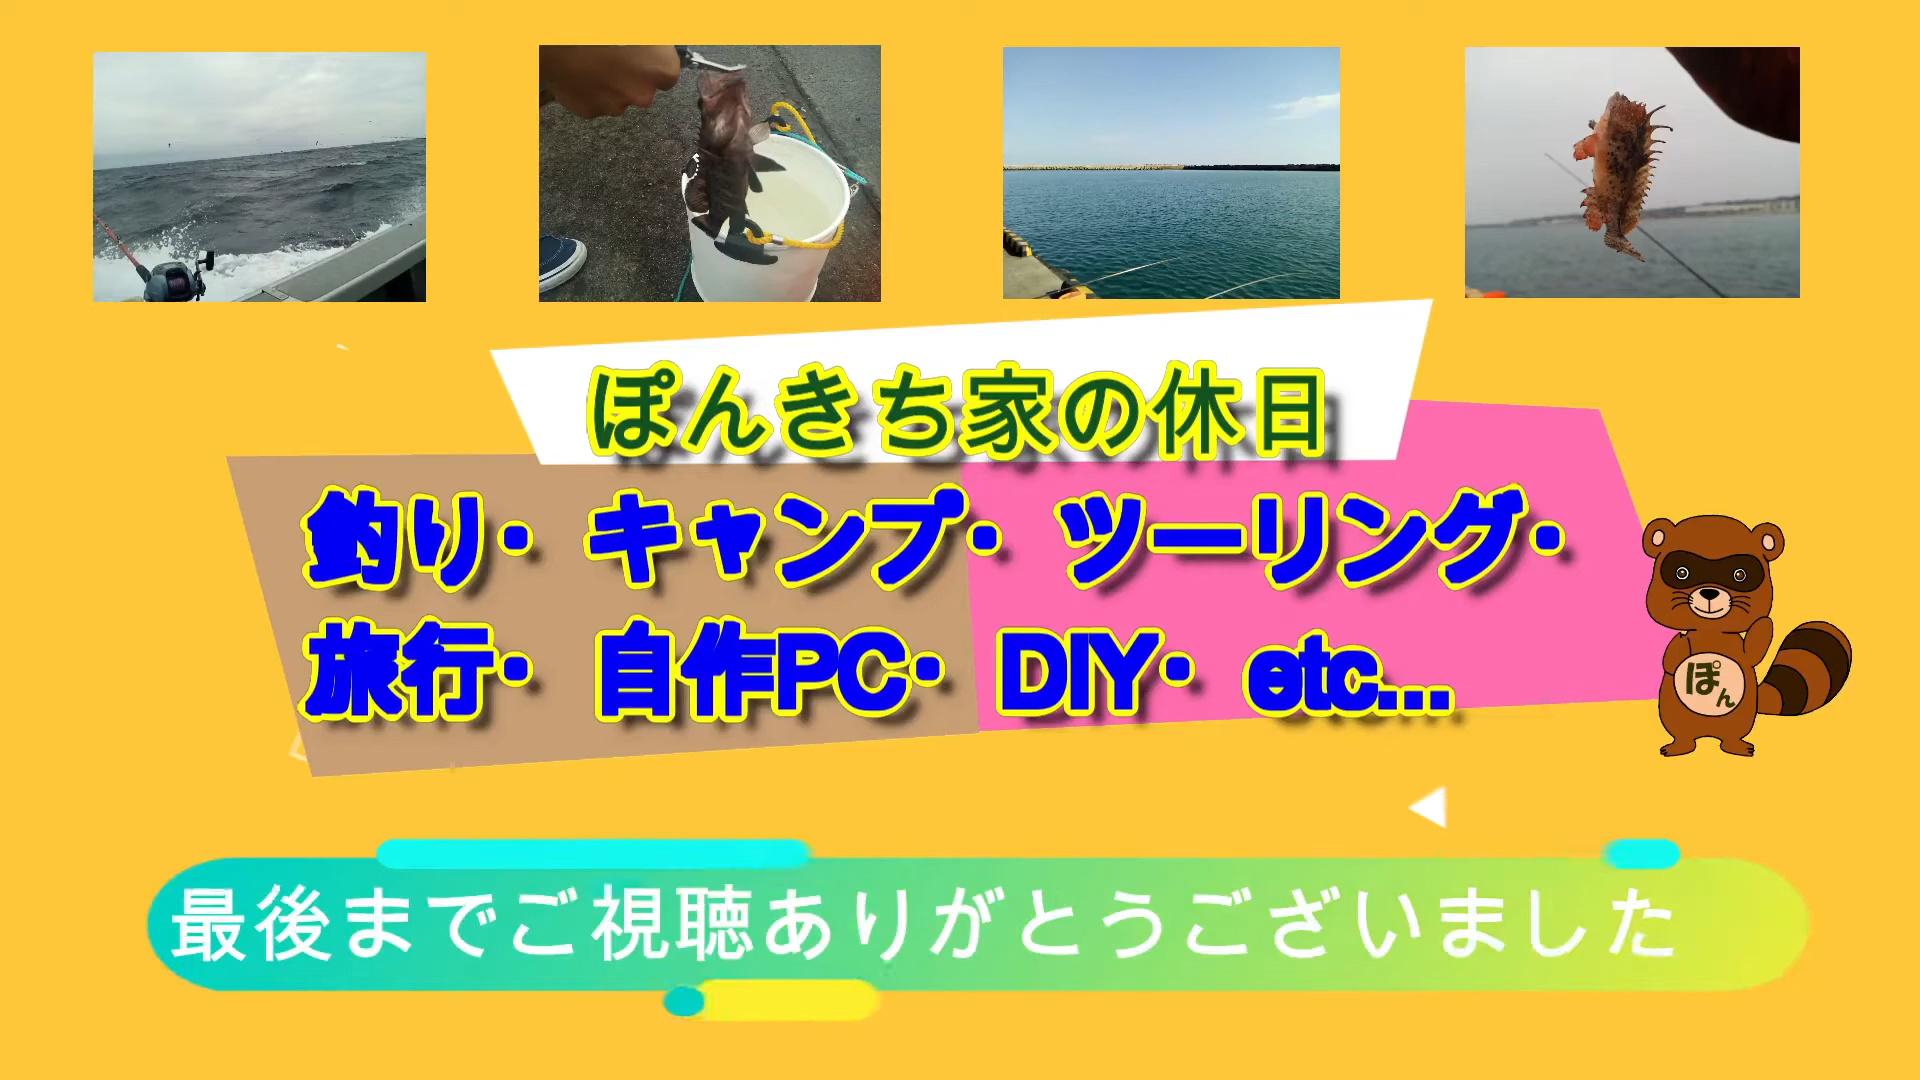 ぽんきち家の休日
釣り・キャンプ・ツーリング・
旅行・自作PC・DIY・etc...
ぽん
最後までご視聴ありがとうございました